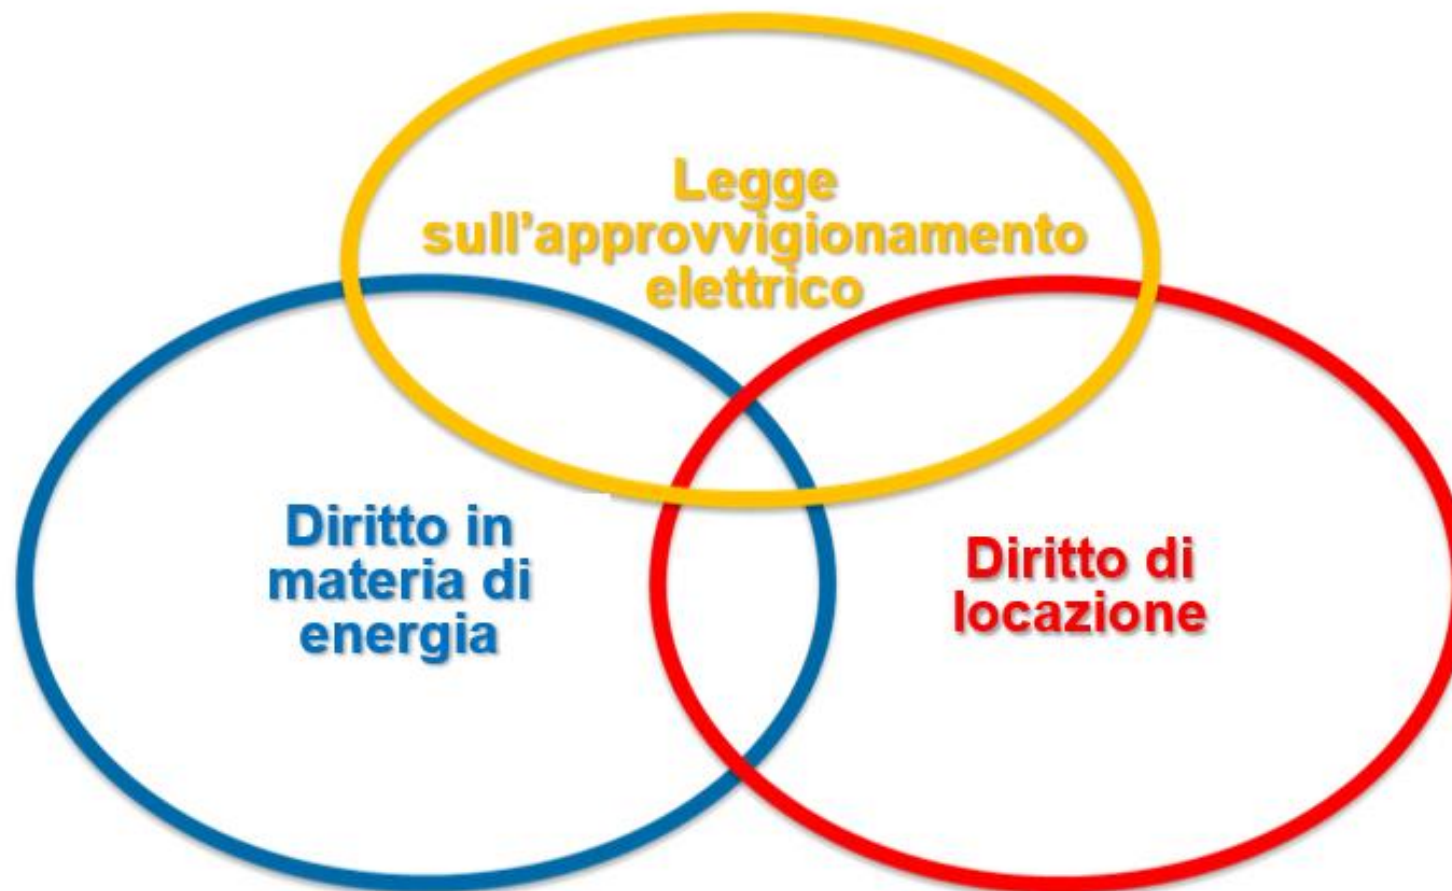 Legge
sull’approvvigionamento
elettrico
Diritto in
materia di
energia
Diritto di
locazione